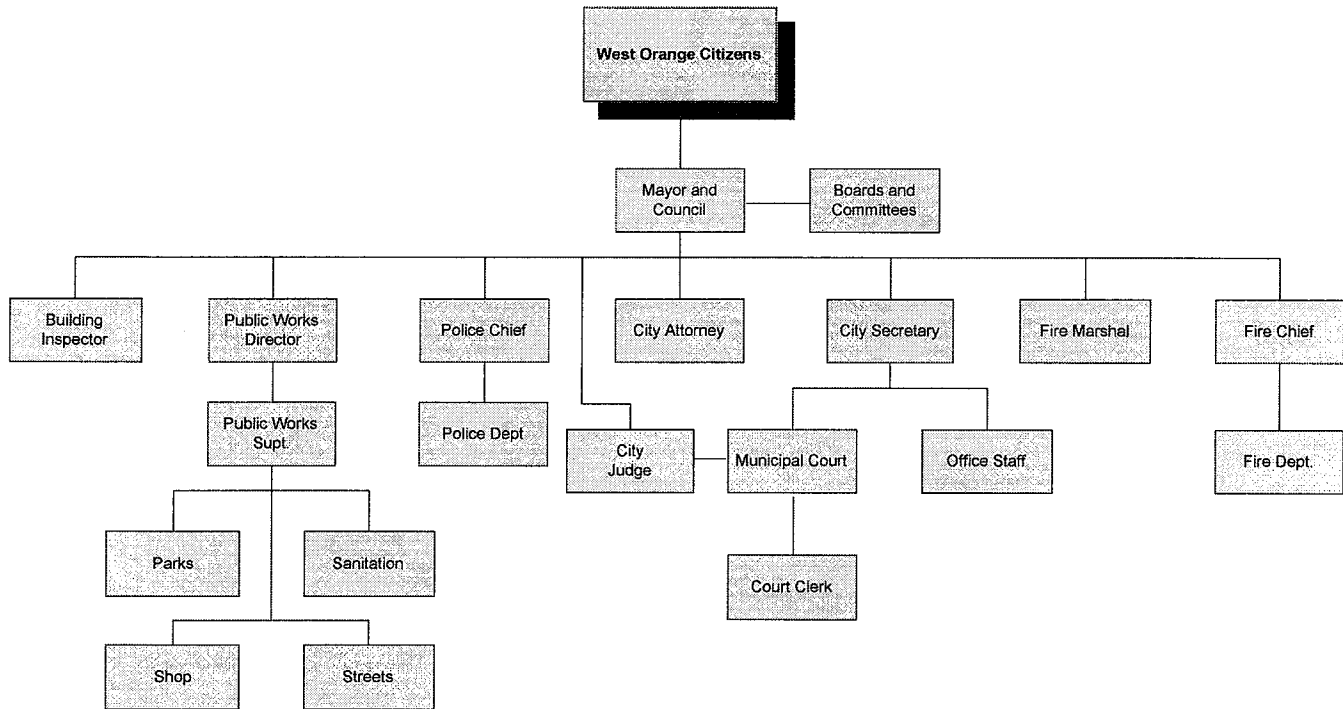 West Orange Citizens
Mayor and
Council
Boards and
Committees
Building
Inspector
Public Works
Director
Police Chief
City Attorney
City Secretary
Fire Marshal
Fire Chief
Public Works
Supt.
Police Dept
City
Judge
Municipal Court
Office Staff
Fire Dept.
Parks
Sanitation
Court Clerk
Shop
Streets